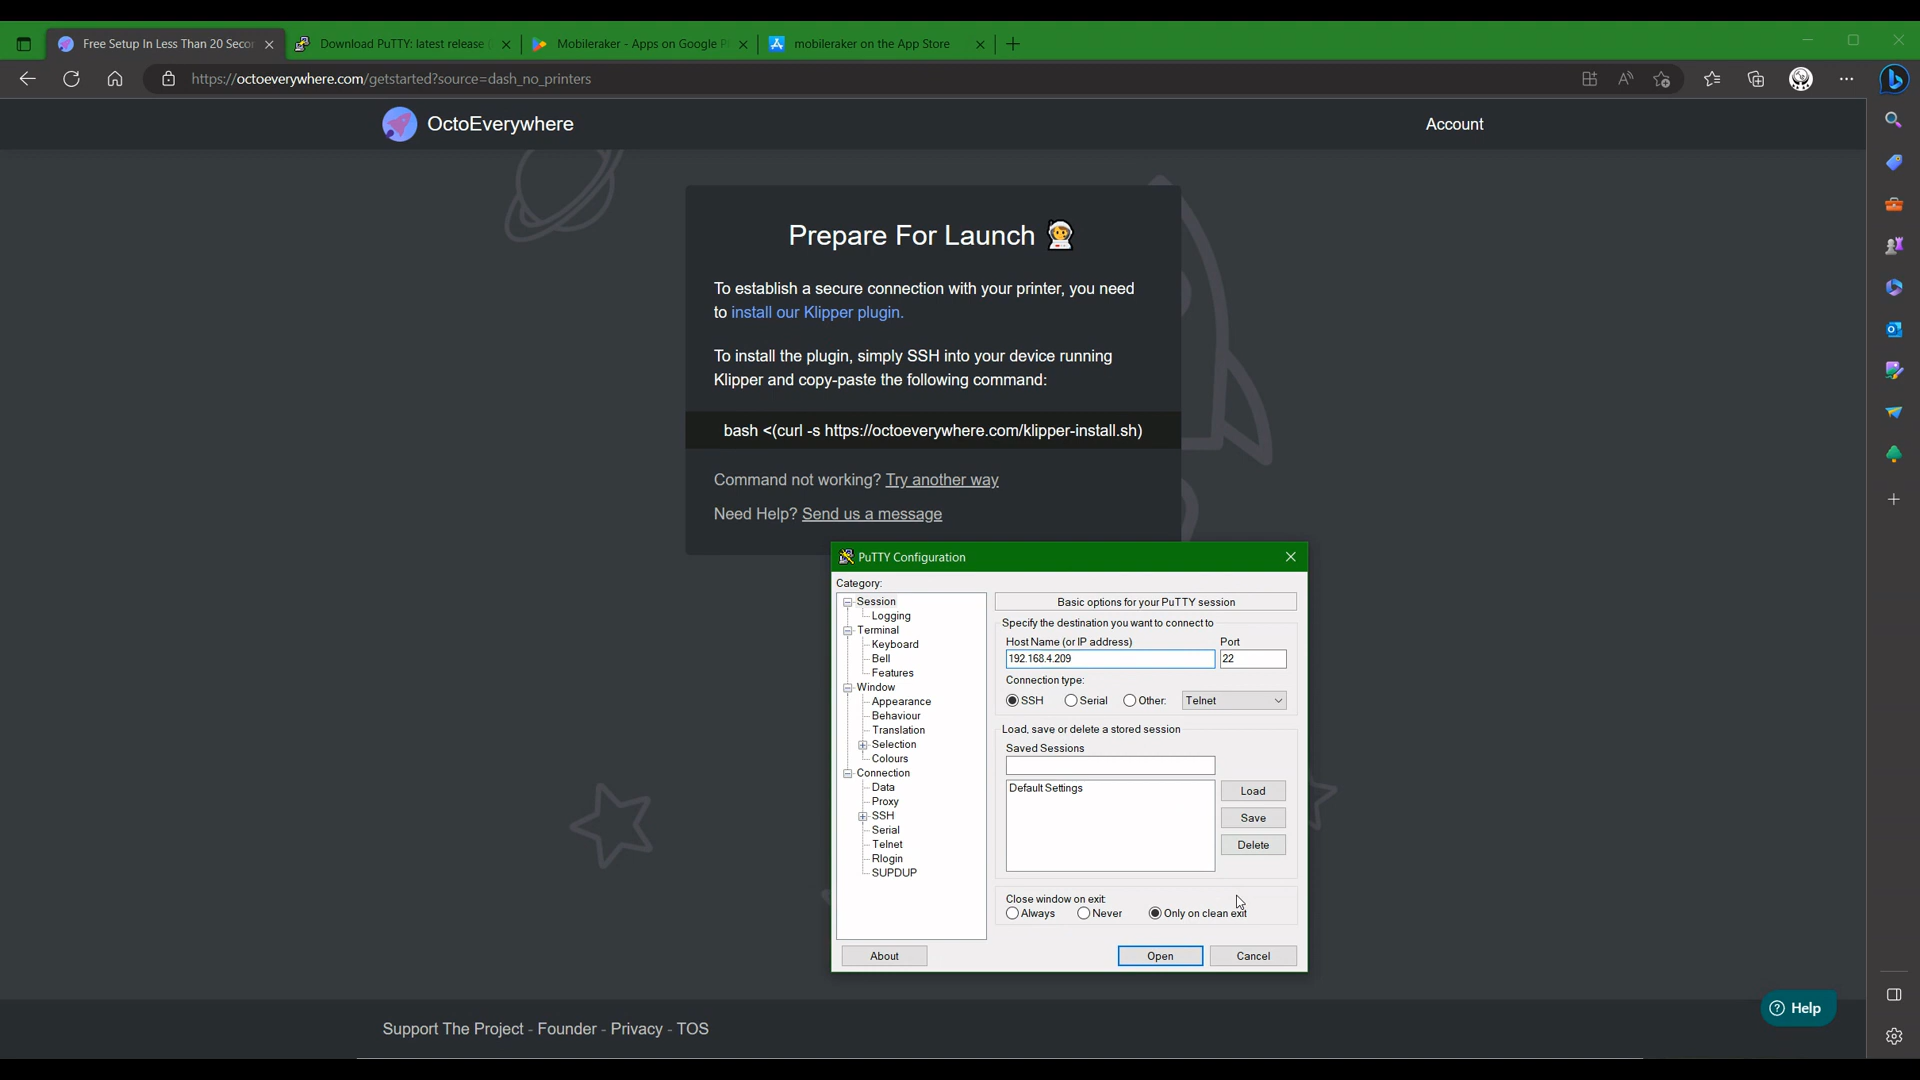 Free Setup In Less Than 20 Seco
Download PuTTY: latest release
Mobileraker - Apps on Google P
mobileraker on the App Store
https://octoeverywhere.com/getstarted?source=dash_no_printers
OctoEverywhere
Account
Prepare For Launch
To establish a secure connection with your printer, you need
to install our Klipper plugin.
To install the plugin, simply SSH into your device running
Klipper and copy-paste the following command:
bash <(curl -s https://octoeverywhere.com/klipper-install.sh)
Command not working? Try another way
Need Help? Send us a message
PuTTY Configuration
Category:
Session
Logging
Terminal
Keyboard
Bell
Features
Window
Appearance
Behaviour
Translation
Selection
Colours
Connection
Data
Proxy
SSH
Serial
Telnet
Rlogin
SUPDUP
Basic options for your PuTTY session
Specify the destination you want to connect to
Host Name (or IP address)
Port
192.168.4.209
22
Connection type:
SSH
Serial
Other:
Telnet
Load, save or delete a stored session
Saved Sessions
Default Settings
Load
Save
Delete
Close window on exit:
Always
Never
Only on clean exit
About
Open
Cancel
Help
Support The Project - Founder - Privacy - TOS